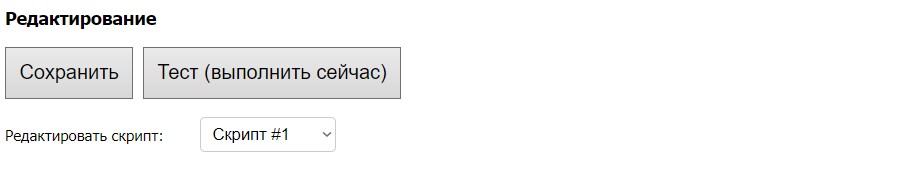 Редактирование
Сохранить Тест (выполнить сейчас)
Редактировать скрипт: Скрипт #1